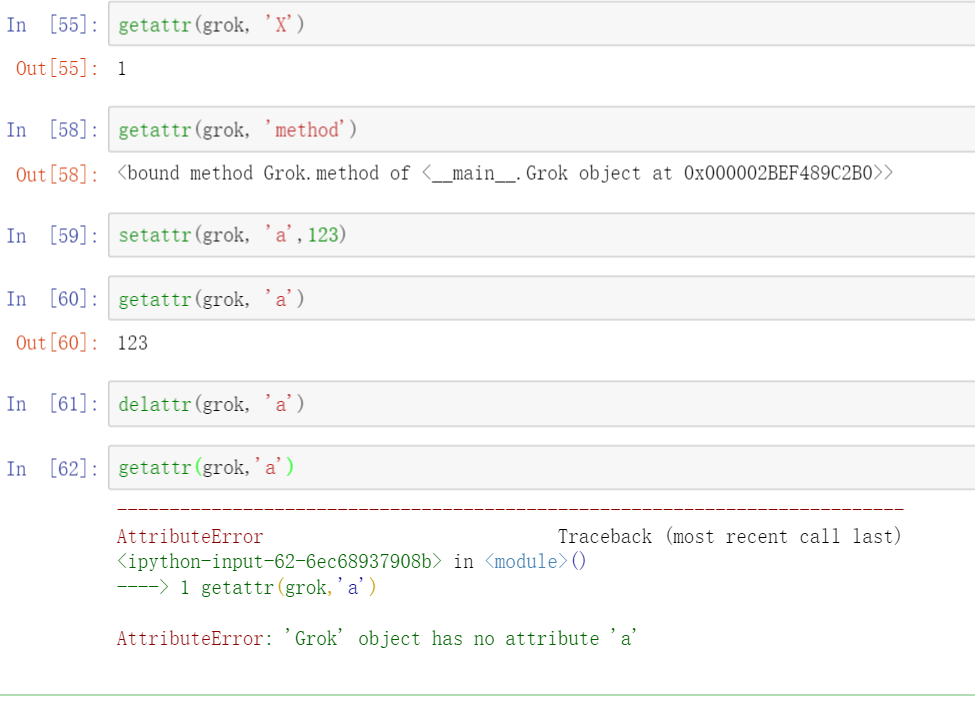 In [55]: getattr(grok, 'X')
Out[55]: 1
In [58]: getattr(grok, 'method')
Out[58]: <bound method Grok.method of <__main__.Grok object at 0x000002BEF489C2B0>>
In [59]: setattr(grok, 'a',123)
In [60]: getattr(grok, 'a')
Out[60]: 123
In [61]: delattr(grok, 'a')
In [62]: getattr(grok,'a')
---------------------------------------------------------------------------
AttributeError                            Traceback (most recent call last)
<ipython-input-62-6ec68937908b> in <module>()
----> 1 getattr(grok,'a')
AttributeError: 'Grok' object has no attribute 'a'